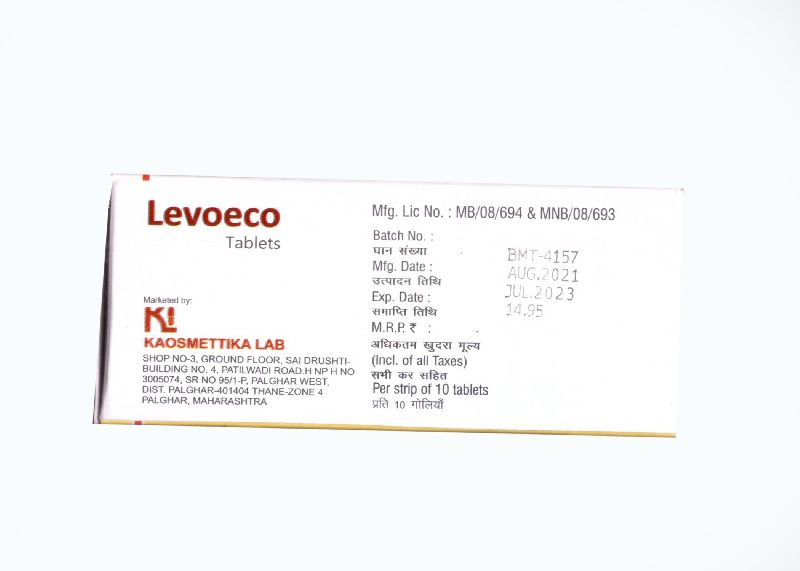 Levoeco
Tablets
Marketed by:
KL
KAOSMETTIKA LAB
SHOP NO-3, GROUND FLOOR, SAI DRUSHTI-
BUILDING NO. 4, PATILWADI ROAD.H NP H NO
3005074, SR NO 95/1-P, PALGHAR WEST,
DIST. PALGHAR-401404 THANE-ZONE 4
PALGHAR, MAHARASHTRA
Mfg. Lic No. : MB/08/694 & MNB/08/693
Batch No. :
घान संख्या
BMT-4157
Mfg. Date :
AUG.2021
उत्पादन तिथि
Exp. Date :
JUL.2023
समाप्ति तिथि
14.95
M.R.P. ₹ :
अधिकतम खुदरा मूल्य
(Incl. of all Taxes)
सभी कर सहित
Per strip of 10 tablets
प्रति 10 गोलियाँ